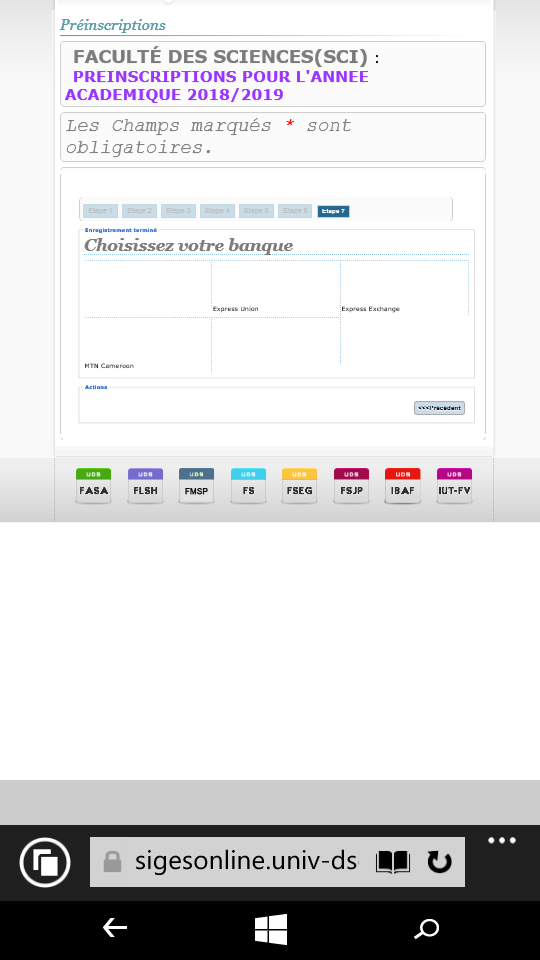 Préinscriptions
FACULTÉ DES SCIENCES(SCI) :
PREINSCRIPTIONS POUR L'ANNEE
ACADEMIQUE 2018/2019
Les Champs marqués * sont
obligatoires.
Etape 1 Etape 2 Etape 3 Etape 4 Etape 5 Etape 6 Etape 7
Enregistrement terminé
Choisissez votre banque
Express Union Express Exchange
MTN Cameroon
Actions
<<<Précédent
UDS UDS UDS UDS UDS UDS UDS UDS
FASA FLSH FMSP FS FSEG FSJP IBAF IUT-FV
sigesonline.univ-ds